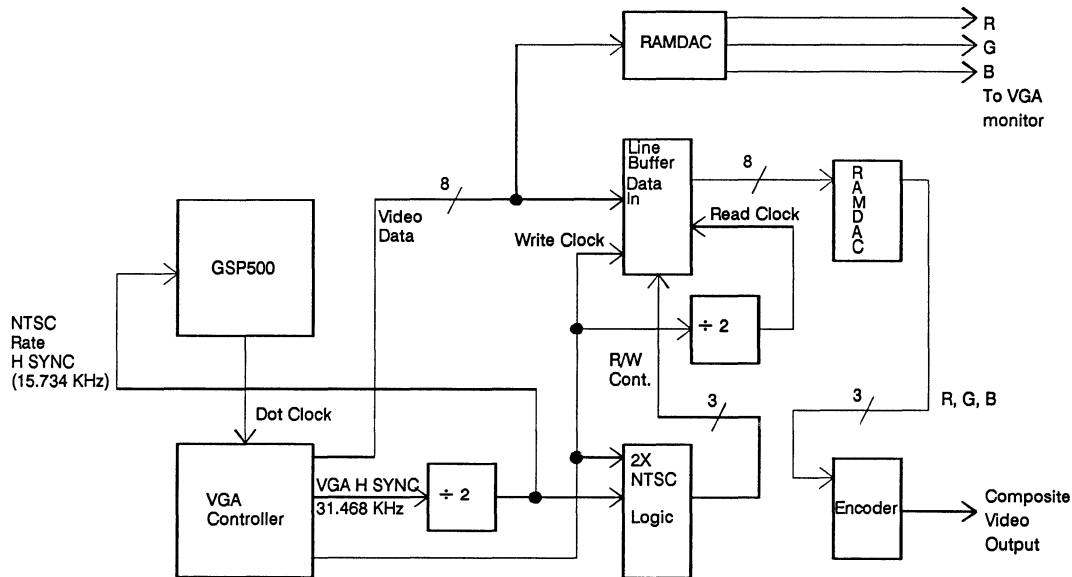 RAMDAC
R
G
B
To VGA
monitor
Line
Buffer
Data
In
8
R
A
M
D
A
C
8
Video
Data
Read Clock
Write Clock
GSP500
÷ 2
NTSC
Rate
H SYNC
(15.734 KHz)
R/W
Cont.
3
3
R, G, B
Dot Clock
VGA
Controller
VGA H SYNC
31.468 KHz
÷ 2
2X
NTSC
Logic
Encoder
Composite
Video
Output